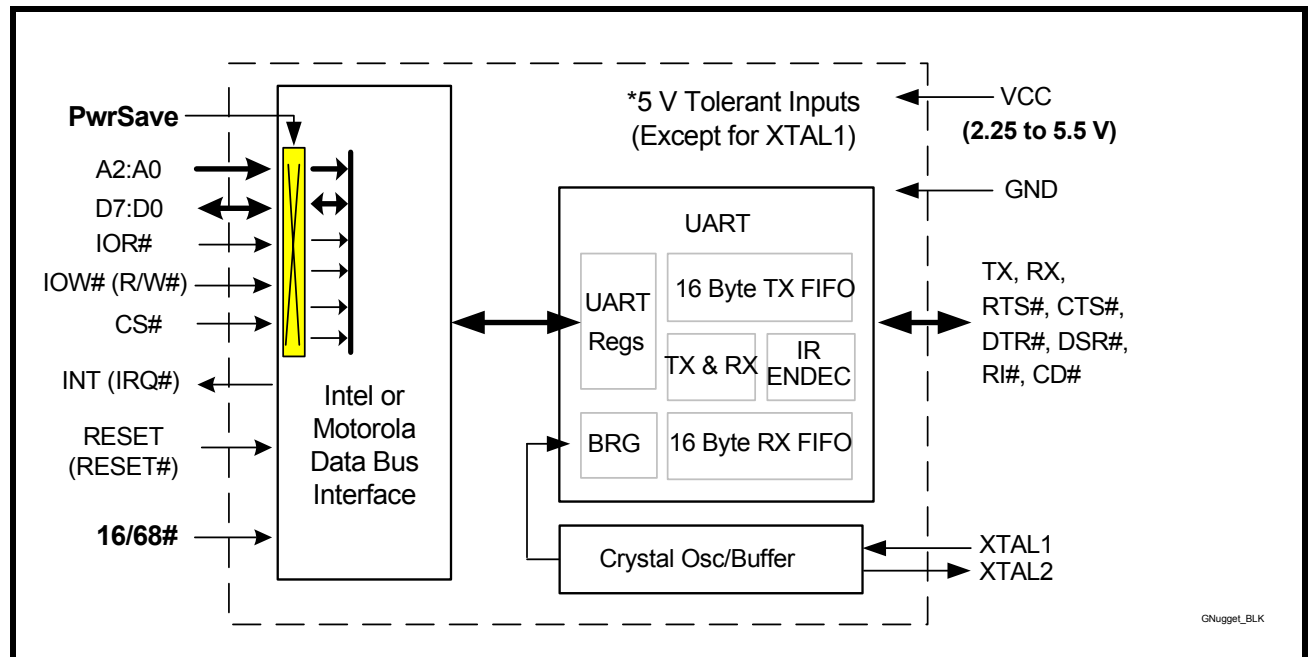 PwrSave
A2:A0
D7:D0
IOR#
IOW# (R/W#)
CS#
INT (IRQ#)
RESET
(RESET#)
16/68#
Intel or
Motorola
Data Bus
Interface
*5 V Tolerant Inputs
(Except for XTAL1)
UART
UART
Regs
16 Byte TX FIFO
TX & RX
IR
ENDEC
BRG
16 Byte RX FIFO
Crystal Osc/Buffer
VCC
(2.25 to 5.5 V)
GND
TX, RX,
RTS#, CTS#,
DTR#, DSR#,
RI#, CD#
XTAL1
XTAL2
GNugget_BLK